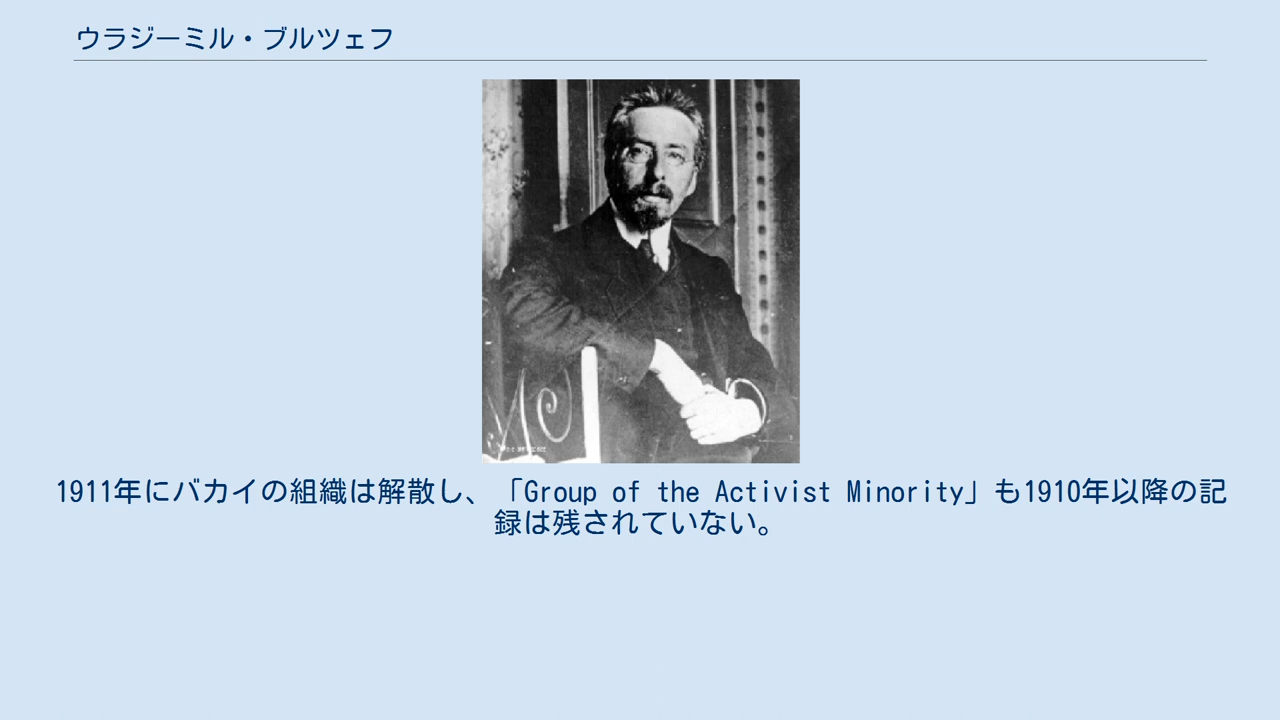 ウラジーミル・ブルツェフ
1911年にバカイの組織は解散し、「Group of the Activist Minority」も1910年以降の記
録は残されていない。